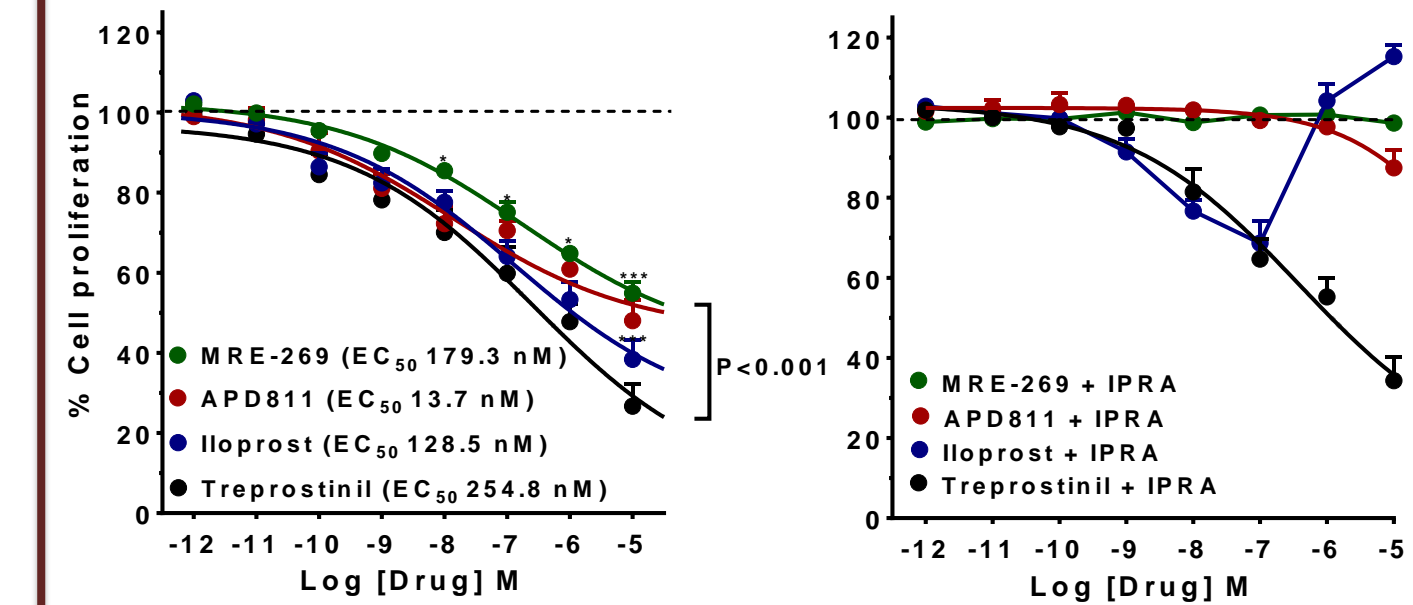 120
100
80
60
40
20
0
% Cell proliferation
*
*
*
***
***
MRE-269 (EC50 179.3 nM)
APD811 (EC50 13.7 nM)
Iloprost (EC50 128.5 nM)
Treprostinil (EC50 254.8 nM)
P<0.001
-12 -11 -10 -9 -8 -7 -6 -5
Log [Drug] M
120
100
80
60
40
20
0
MRE-269 + IPRA
APD811 + IPRA
Iloprost + IPRA
Treprostinil + IPRA
-12 -11 -10 -9 -8 -7 -6 -5
Log [Drug] M